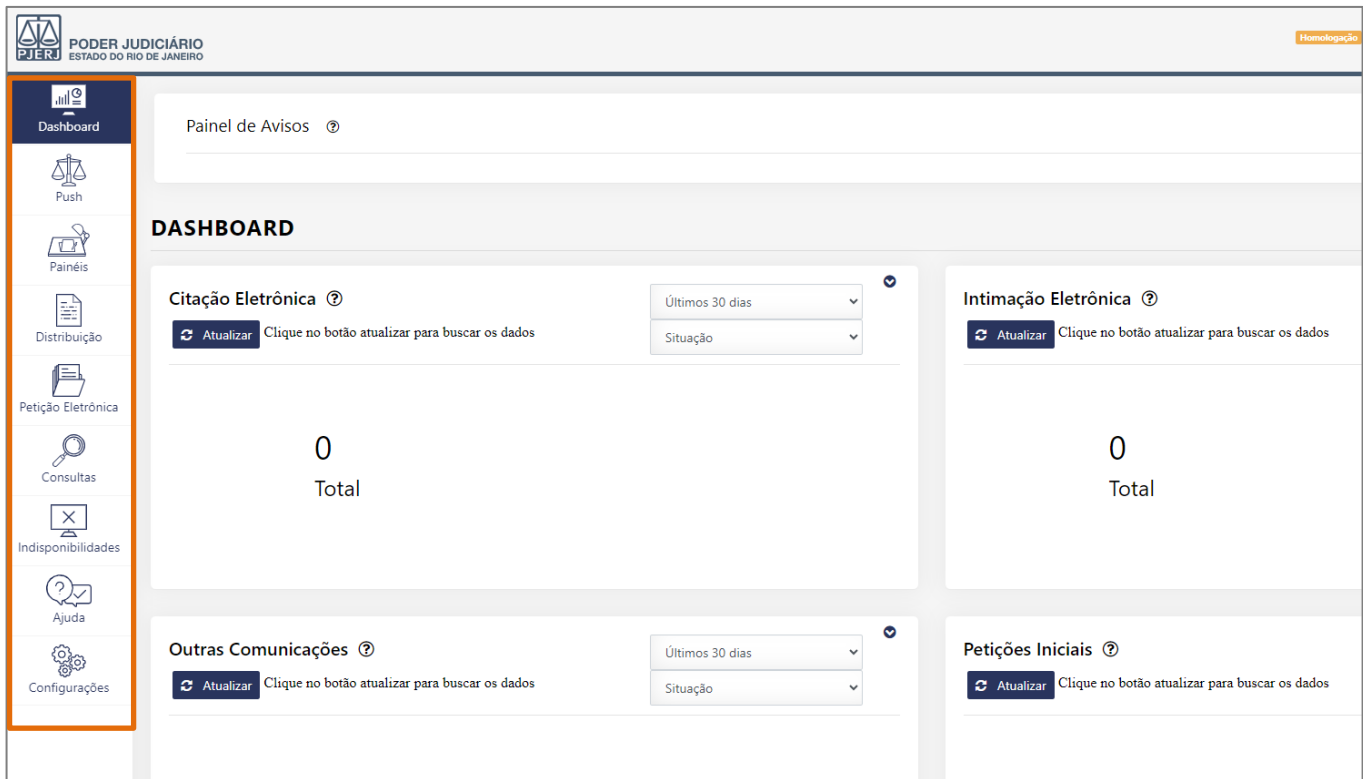 PJERJ
PODER JUDICIÁRIO
ESTADO DO RIO DE JANEIRO
Homologação
Dashboard
Push
Painéis
Distribuição
Petição Eletrônica
Consultas
Indisponibilidades
Ajuda
Configurações
Painel de Avisos ?
DASHBOARD
Citação Eletrônica ?
Últimos 30 dias
Atualizar Clique no botão atualizar para buscar os dados
Situação
0
Total
Intimação Eletrônica ?
Atualizar Clique no botão atualizar para buscar os dados
0
Total
Outras Comunicações ?
Últimos 30 dias
Atualizar Clique no botão atualizar para buscar os dados
Situação
Petições Iniciais ?
Atualizar Clique no botão atualizar para buscar os dados